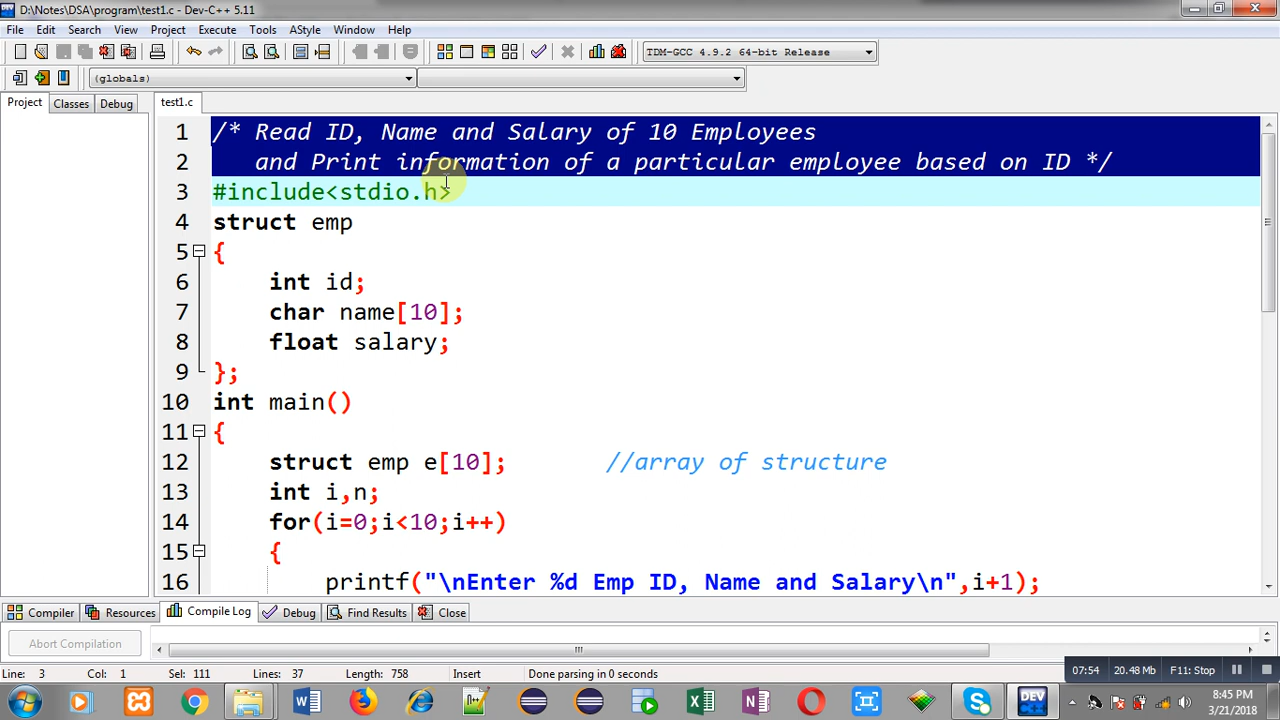 D:\Notes\DSA\program\test1.c - Dev-C++ 5.11
File Edit Search View Project Execute Tools AStyle Window Help
TDM-GCC 4.9.2 64-bit Release
(globals)
Project Classes Debug
test1.c
1 /* Read ID, Name and Salary of 10 Employees
2 and Print information of a particular employee based on ID */
3 #include<stdio.h>
4 struct emp
5 {
6 int id;
7 char name[10];
8 float salary;
9 };
10 int main()
11 {
12 struct emp e[10]; //array of structure
13 int i,n;
14 for(i=0;i<10;i++)
15 {
16 printf("\nEnter %d Emp ID, Name and Salary\n",i+1);
Compiler Resources Compile Log Debug Find Results Close
Abort Compilation
Line: 3 Col: 1 Sel: 111 Lines: 37 Length: 758 Insert Done parsing in 0 seconds
07:54 20.48 Mb F11: Stop
8:45 PM
3/21/2018